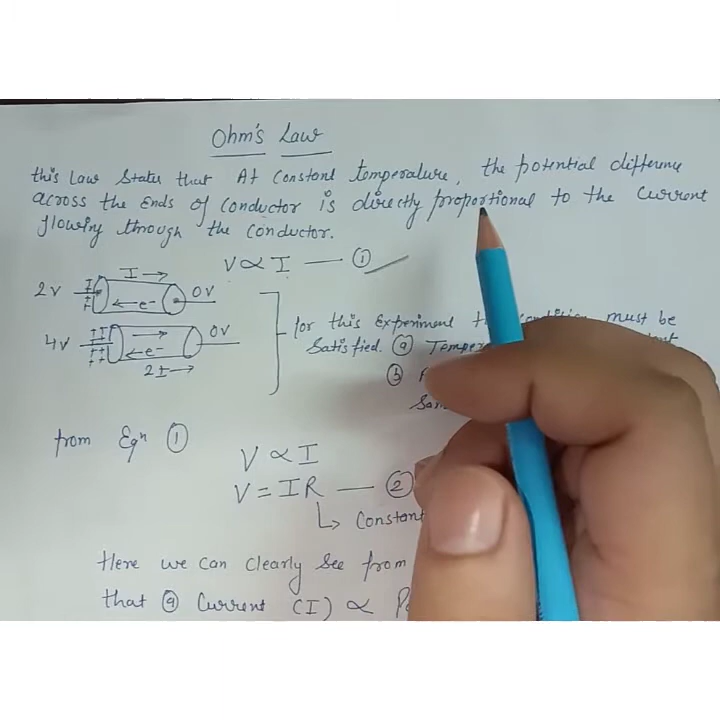 Ohm's Law
this Law States that At Constant temperature, the potential difference
across the Ends of Conductor is directly proportional to the Current
flowing through the conductor.
V ∝ I — ①
2V I → e- 0V
4V → e- 0V
2I →
for this Experiment condition must be
Satisfied. ⓐ
ⓑ
from Eqn ①
V ∝ I
V = IR — ②
↳ Constant
Here we can clearly See from
that ⓐ Current (I) ∝